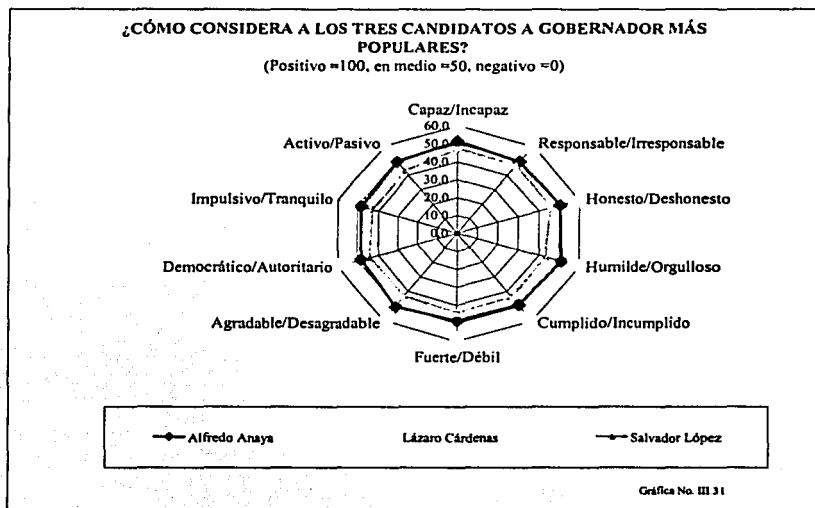 ¿CÓMO CONSIDERA A LOS TRES CANDIDATOS A GOBERNADOR MÁS
POPULARES?
(Positivo =100, en medio =50, negativo =0)
Capaz/Incapaz
60,0
50,0
40,0
30,0
20,0
10,0
0,0
Activo/Pasivo
Responsable/Irresponsable
Impulsivo/Tranquilo
Honesto/Deshonesto
Democrático/Autoritario
Humilde/Orgulloso
Agradable/Desagradable
Cumplido/Incumplido
Fuerte/Débil
Alfredo Anaya Lázaro Cárdenas Salvador López
Gráfica No. III 31